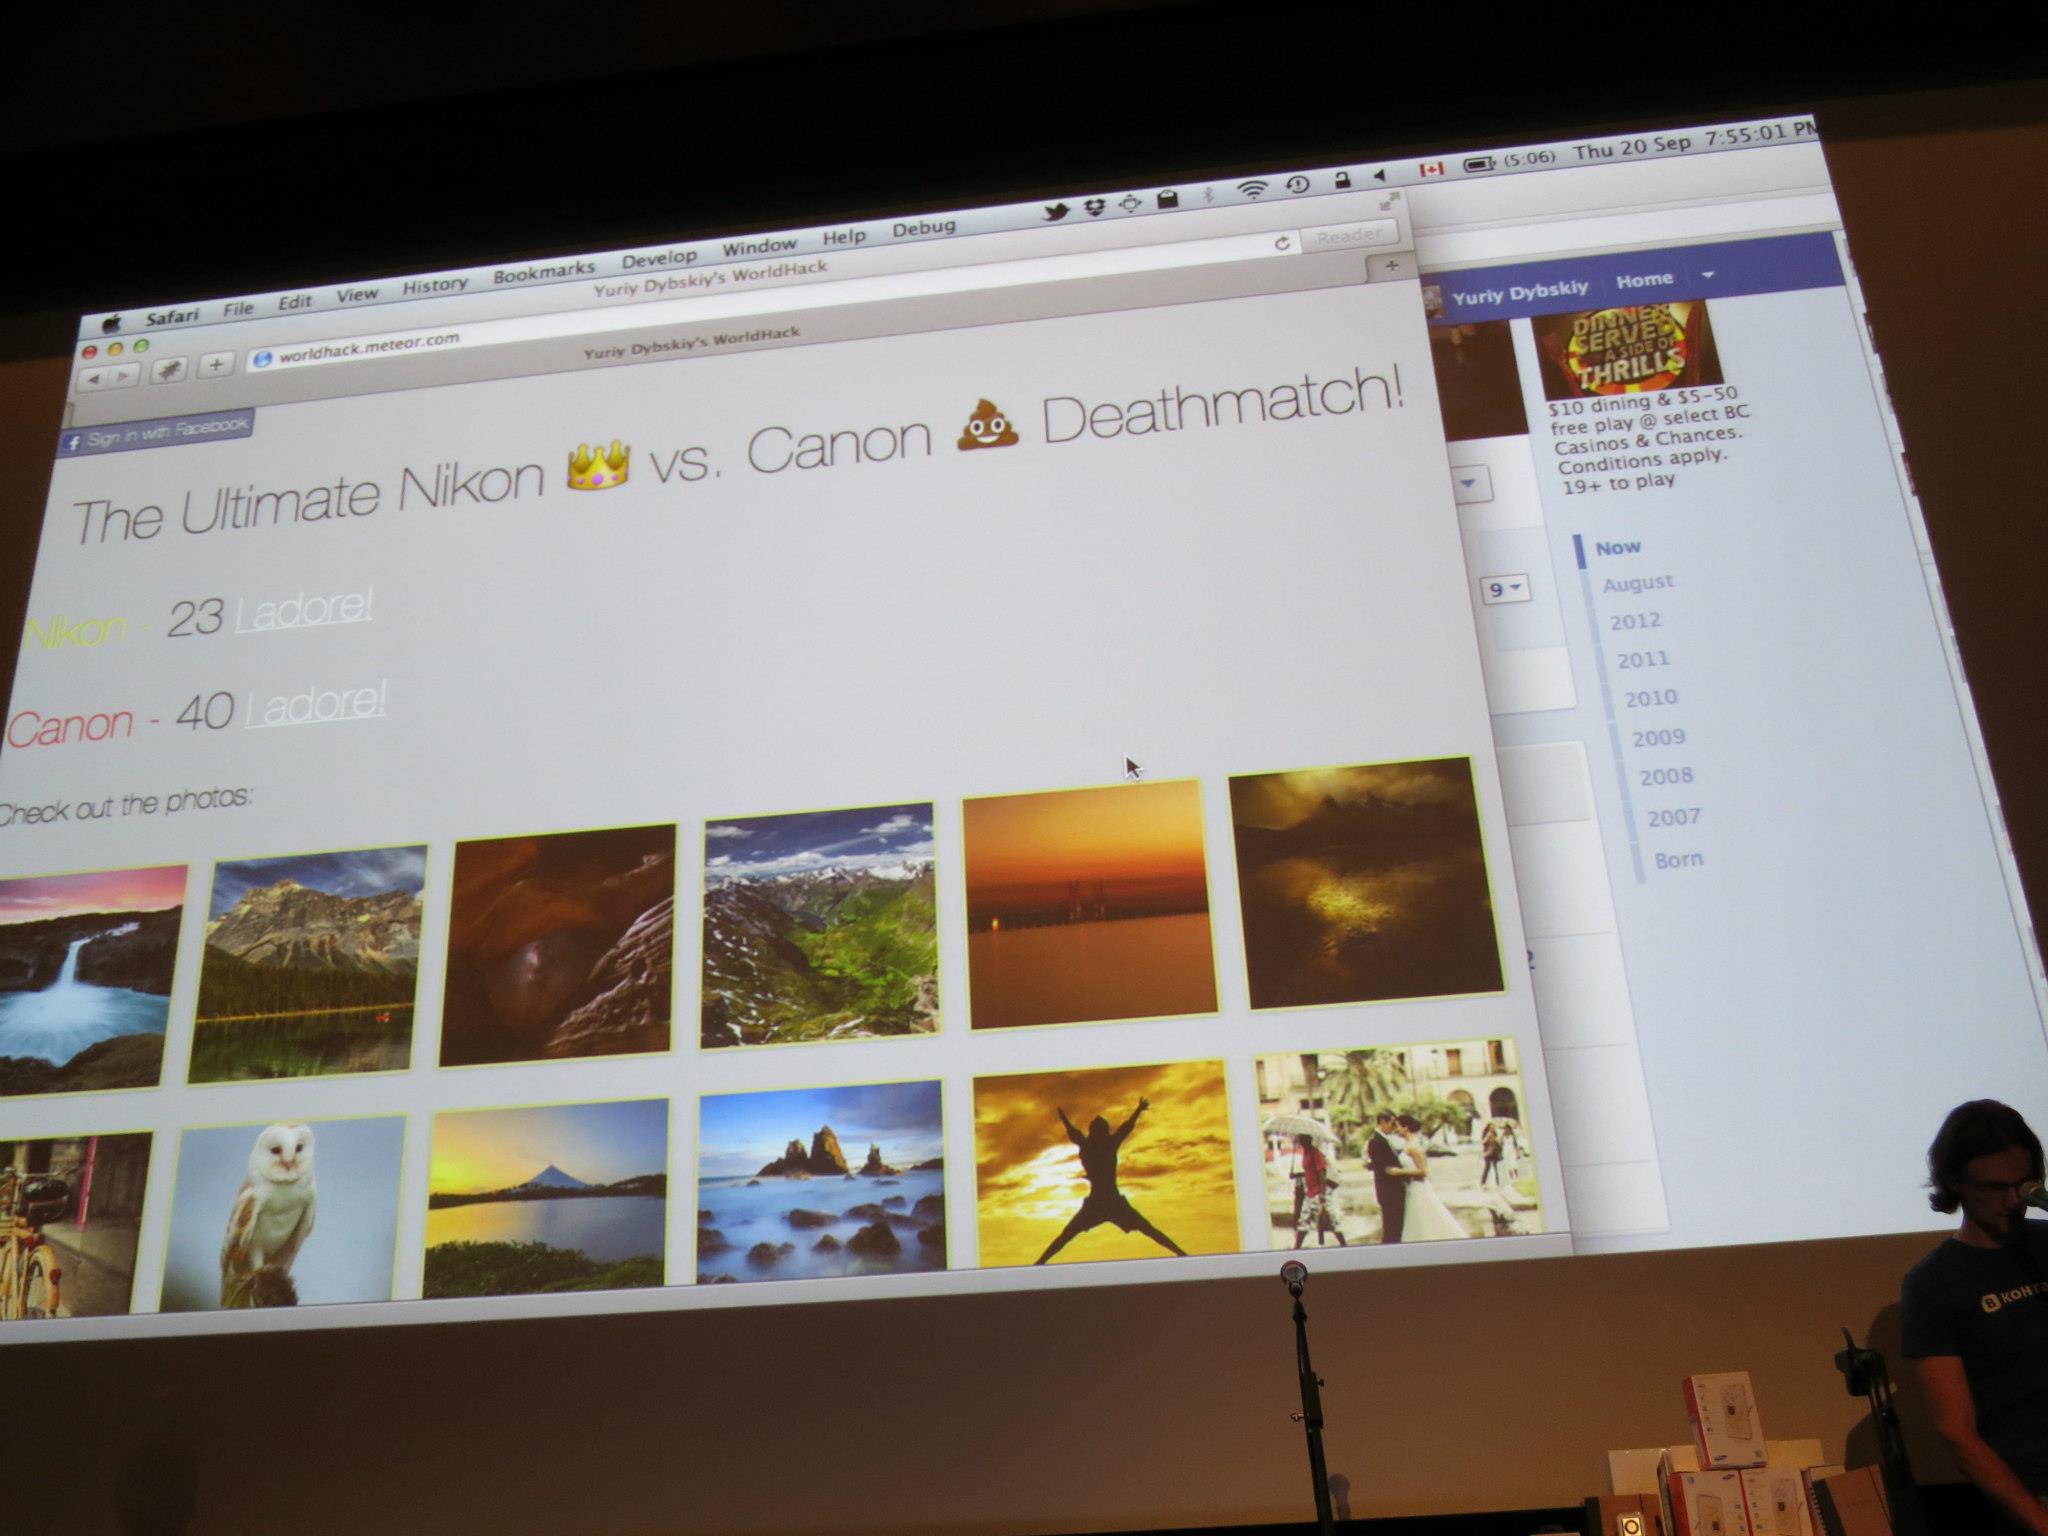 Safari File Edit View History Bookmarks Develop Window Help Debug (5:06) Thu 20 Sep 7:55:01 PM
Yuriy Dybskiy's WorldHack
worldhack.meteor.com
Reader
Yuriy Dybskiy's WorldHack
Sign in with Facebook
The Ultimate Nikon 👑 vs. Canon 💩 Deathmatch!
Nikon - 23 I adore!
Canon - 40 I adore!
Check out the photos:
Yuriy Dybskiy Home
DINNER
SERVED
A SIDE OF
THRILLS
$10 dining & $5-50
free play @ select BC
Casinos & Chances.
Conditions apply.
19+ to play
9
Now
August
2012
2011
2010
2009
2008
2007
Born
2
В КОНТ